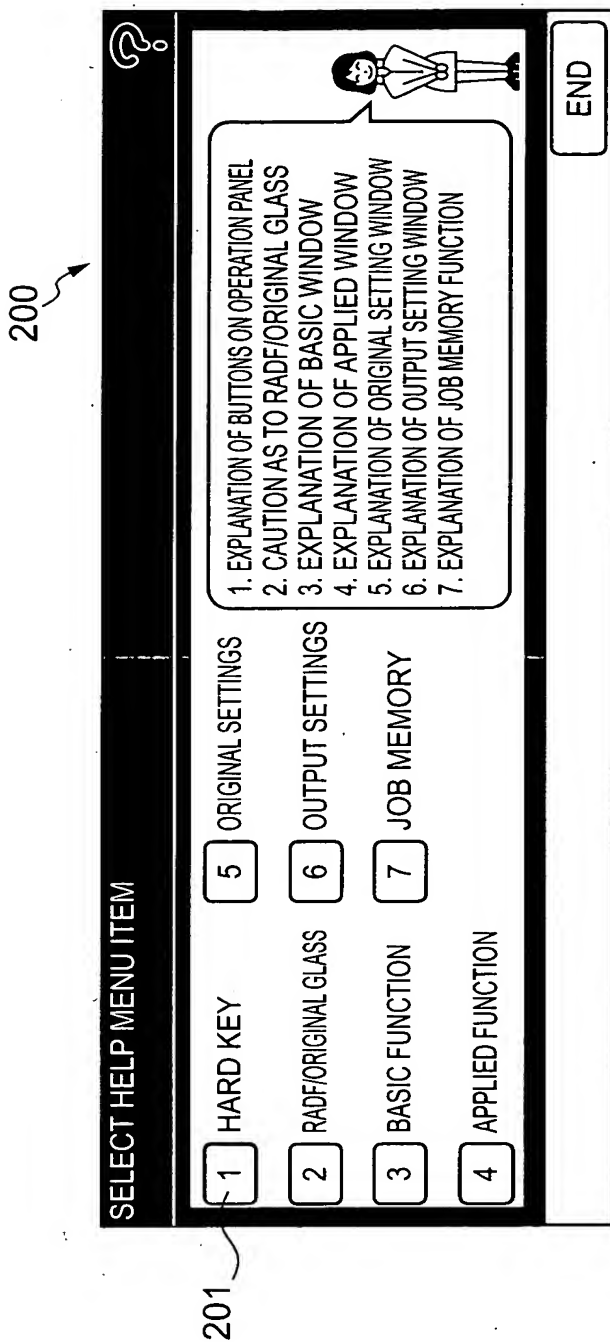 200
SELECT HELP MENU ITEM
?
201
1 HARD KEY
2 RADF/ORIGINAL GLASS
3 BASIC FUNCTION
4 APPLIED FUNCTION
5 ORIGINAL SETTINGS
6 OUTPUT SETTINGS
7 JOB MEMORY
1. EXPLANATION OF BUTTONS ON OPERATION PANEL
2. CAUTION AS TO RADF/ORIGINAL GLASS
3. EXPLANATION OF BASIC WINDOW
4. EXPLANATION OF APPLIED WINDOW
5. EXPLANATION OF ORIGINAL SETTING WINDOW
6. EXPLANATION OF OUTPUT SETTING WINDOW
7. EXPLANATION OF JOB MEMORY FUNCTION
END